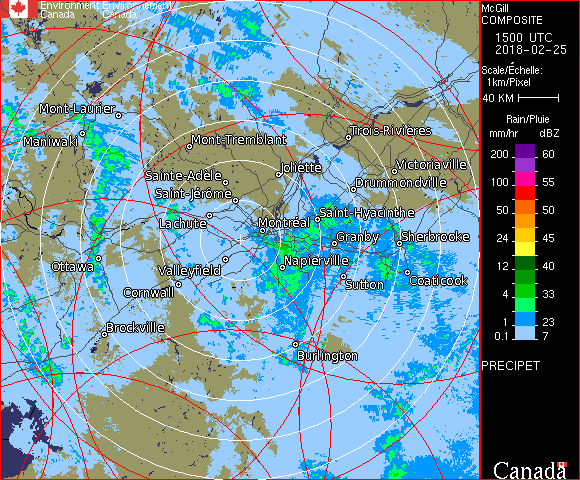 Environment Environnement
Canada Canada
Mont-Laurier
Maniwaki
Mont-Tremblant
Trois-Rivières
Sainte-Adèle
Joliette
Victoriaville
Saint-Jérôme
Drummondville
Lachute
Montréal
Saint-Hyacinthe
Granby
Sherbrooke
Ottawa
Valleyfield
Napierville
Sutton
Coaticook
Cornwall
Brockville
Burlington
McGill
COMPOSITE
1500 UTC
2018-02-25
Scale/Échelle:
1km/Pixel
40 KM
Rain/Pluie
mm/hr dBZ
200 60
100 55
50 50
24 45
12 40
4 33
1 23
0.1 7
PRECIPET
Canada